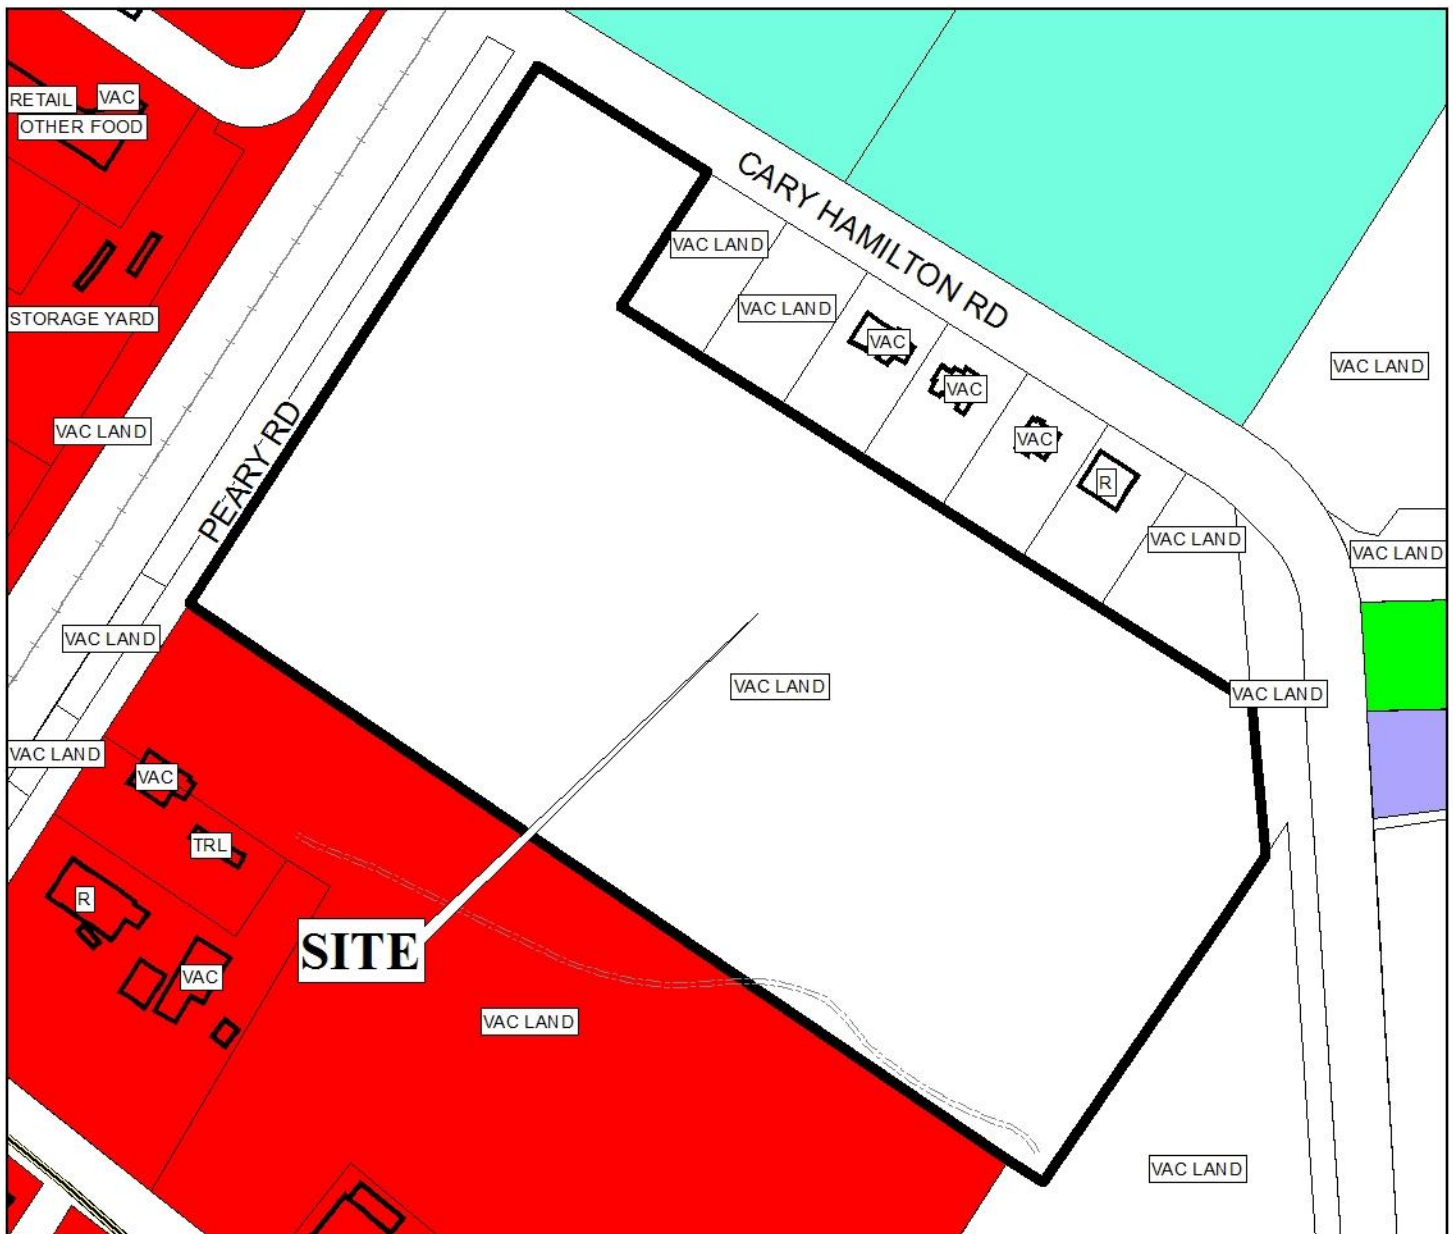 RETAIL
VAC
OTHER FOOD
CARY HAMILTON RD
VAC LAND
VAC LAND
STORAGE YARD
VAC
VAC LAND
VAC
VAC LAND
PEARY RD
VAC
R
VAC LAND
VAC LAND
VAC LAND
VAC LAND
VAC LAND
VAC LAND
VAC
TRL
R
SITE
VAC
VAC LAND
VAC LAND